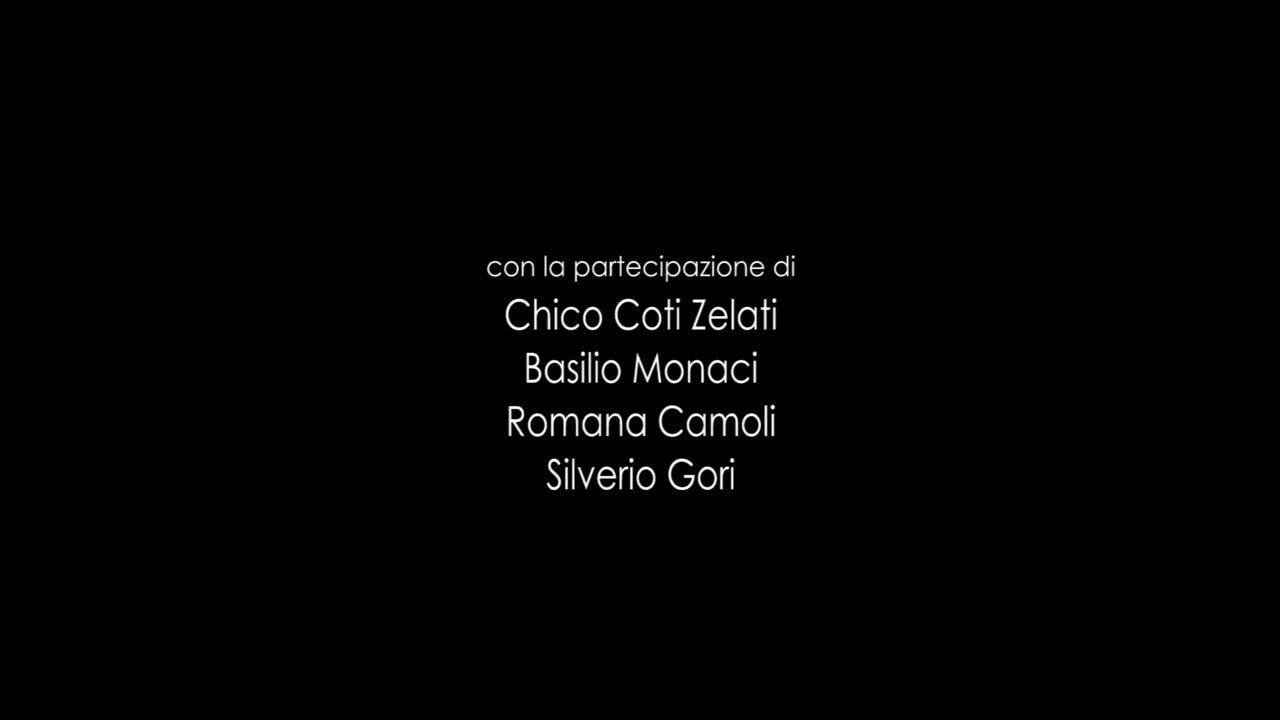 con la partecipazione di
Chico Coti Zelati
Basilio Monaci
Romana Camoli
Silverio Gori